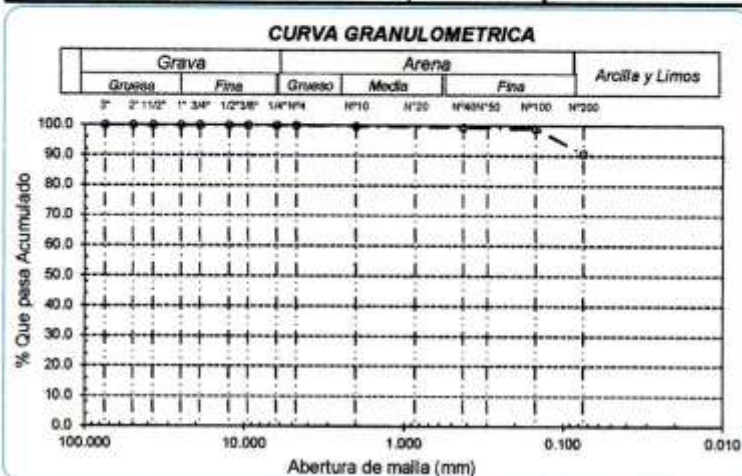 CURVA GRANULOMETRICA
Grava Arena Arcilla y Limos
Gruesa Fina Grueso Media Fina
3" 2" 11/2" 1" 3/4" 1/2" 3/8" 1/4" Nº4 Nº10 Nº20 Nº40 Nº50 Nº100 Nº200
100.0
90.0
80.0
70.0
60.0
50.0
40.0
30.0
20.0
10.0
0.0
% Que pasa Acumulado
100.000 10.000 1.000 0.100 0.010
Abertura de malla (mm)